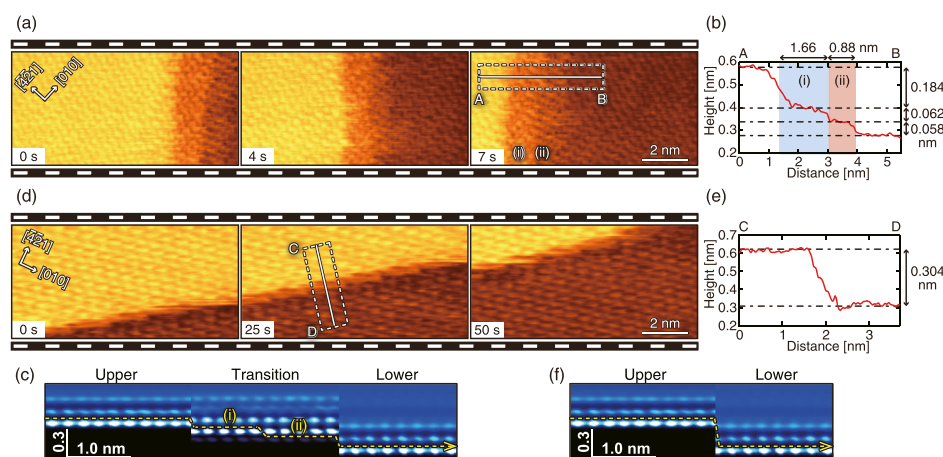 (a)
[4̄2̄1] [010]
0 s
4 s
A B
(i) (ii)
7 s
2 nm
(b)
1.66 0.88 nm
A B
0.6
0.5
0.4
0.3
0.2
Height [nm]
(i) (ii)
0.184
0.062
0.058
nm
0 1 2 3 4 5
Distance [nm]
(d)
[4̄2̄1]
[010]
0 s
C
D
25 s
50 s
2 nm
(e)
C D
0.7
0.6
0.5
0.4
0.3
0.2
Height [nm]
0.304
nm
0 1 2 3
Distance [nm]
(c) Upper Transition Lower
(i)
(ii)
0.3
1.0 nm
(f) Upper Lower
0.3
1.0 nm